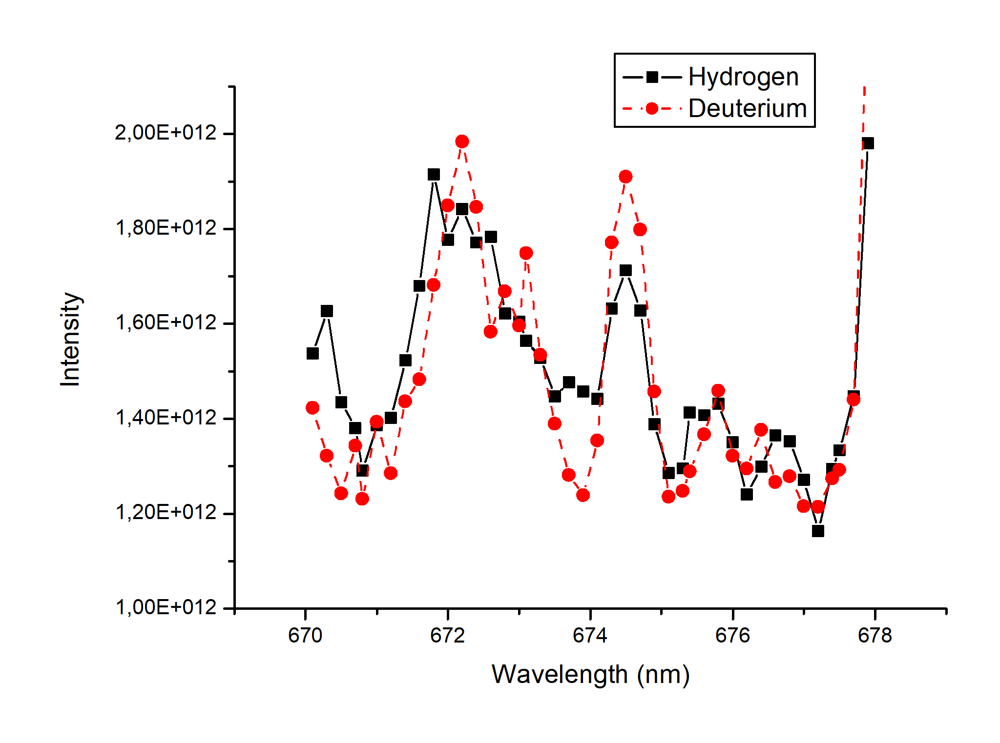 Hydrogen
Deuterium
2,00E+012
1,80E+012
1,60E+012
1,40E+012
1,20E+012
1,00E+012
Intensity
670 672 674 676 678
Wavelength (nm)